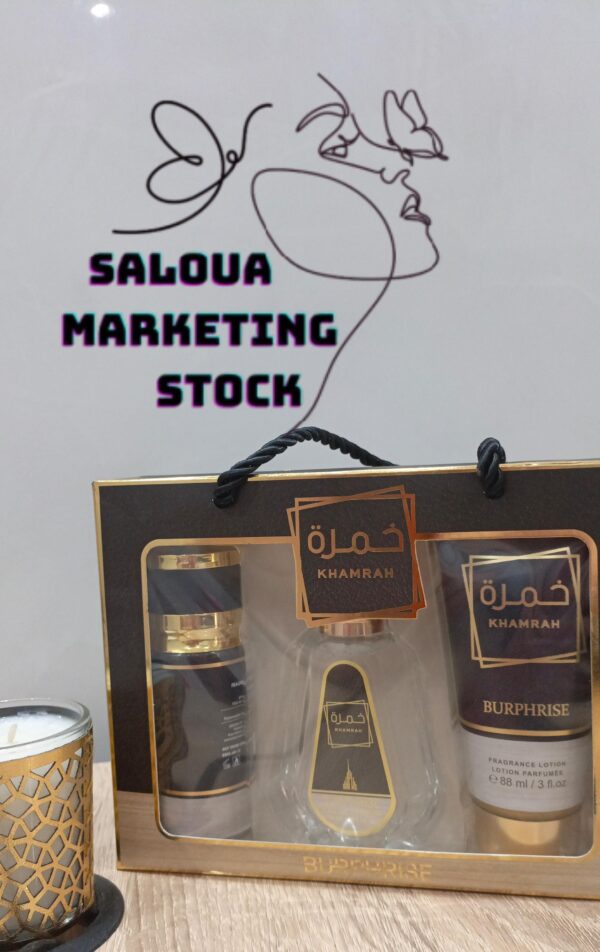 SALOUA
MARKETING
STOCK
خمرة
KHAMRAH
خمرة
KHAMRAH
خمرة
KHAMRAH
BURPHRISE
FRAGRANCE LOTION
LOTION PARFUMÉE
℮ 88 ml / 3 fl.oz
BURPHRISE